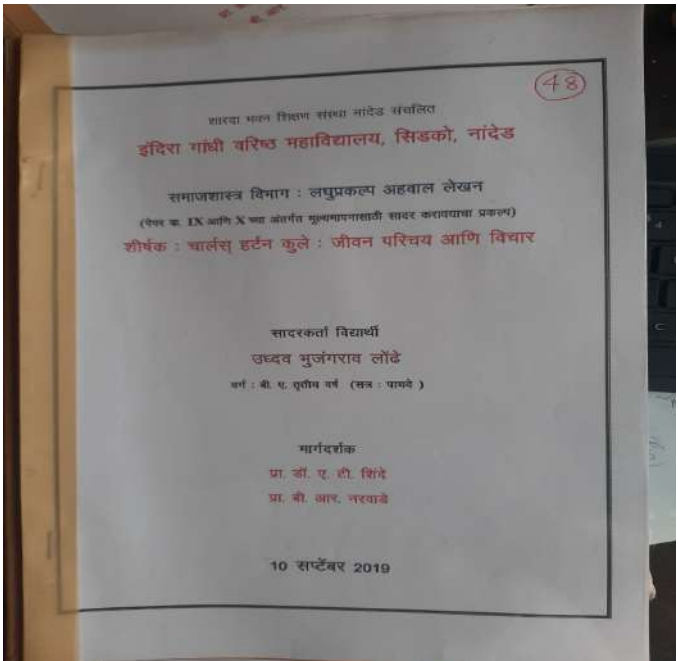 48
शारदा भवन शिक्षण संस्था नांदेड संचलित
इंदिरा गांधी वरिष्ठ महाविद्यालय, सिडको, नांदेड
समाजशास्त्र विभाग : लघुप्रकल्प अहवाल लेखन
(पेपर क्र. IX आणि X च्या अंतर्गत मूल्यमापनासाठी सादर करावयाचा प्रकल्प)
शीर्षक : चार्लस् हर्टन कुले : जीवन परिचय आणि विचार
सादरकर्ता विद्यार्थी
उध्दव भुजंगराव लोंढे
वर्ग : बी. ए. तृतीय वर्ष (सत्र : पाचवे )
मार्गदर्शक
प्रा. डॉ. ए. टी. शिंदे
प्रा. बी. आर. नरवाडे
10 सप्टेंबर 2019